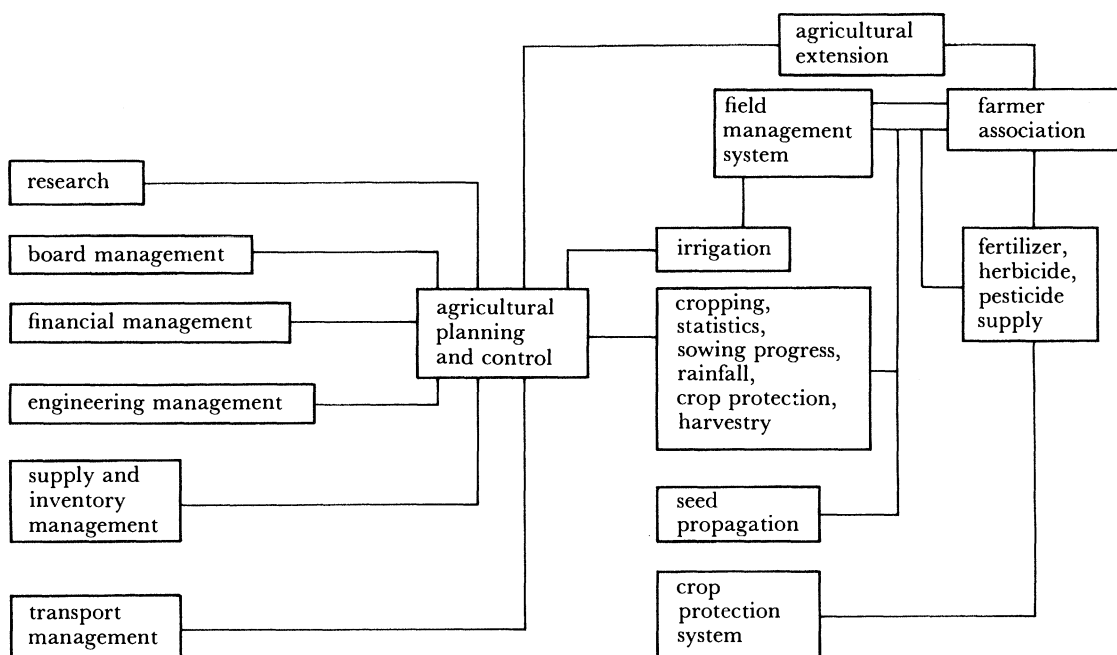 agricultural
extension
field
management
system
farmer
association
research
board management
irrigation
fertilizer,
herbicide,
pesticide
supply
financial management
agricultural
planning
and control
cropping,
statistics,
sowing progress,
rainfall,
crop protection,
harvestry
engineering management
supply and
inventory
management
seed
propagation
crop
protection
system
transport
management